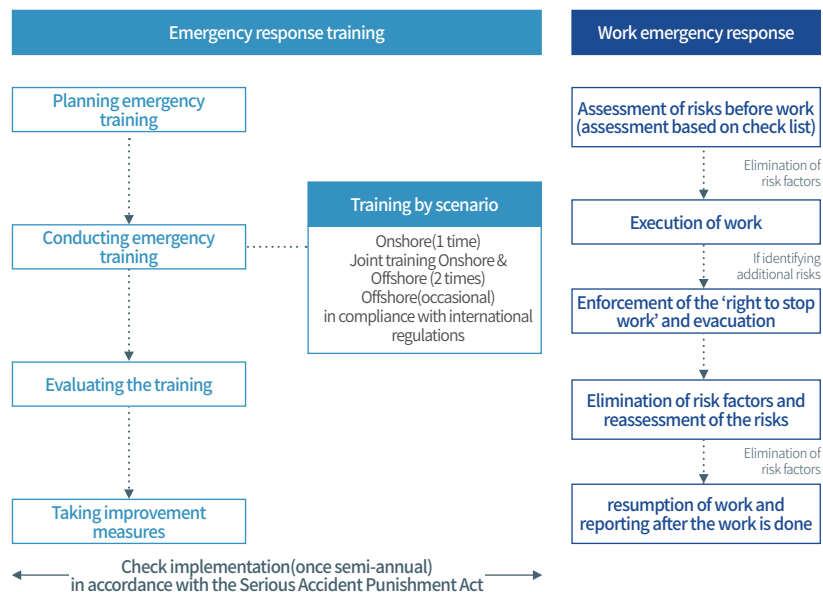 Emergency response training
Planning emergency
training
Conducting emergency
training
Training by scenario
Onshore(1 time)
Joint training Onshore &
Offshore (2 times)
Offshore(occasional)
in compliance with international
regulations
Evaluating the training
Taking improvement
measures
Check implementation(once semi-annual)
in accordance with the Serious Accident Punishment Act
Work emergency response
Assessment of risks before work
(assessment based on check list)
Elimination of
risk factors
Execution of work
If identifying
additional risks
Enforcement of the ‘right to stop
work’ and evacuation
Elimination of risk factors and
reassessment of the risks
Elimination of
risk factors
resumption of work and
reporting after the work is done